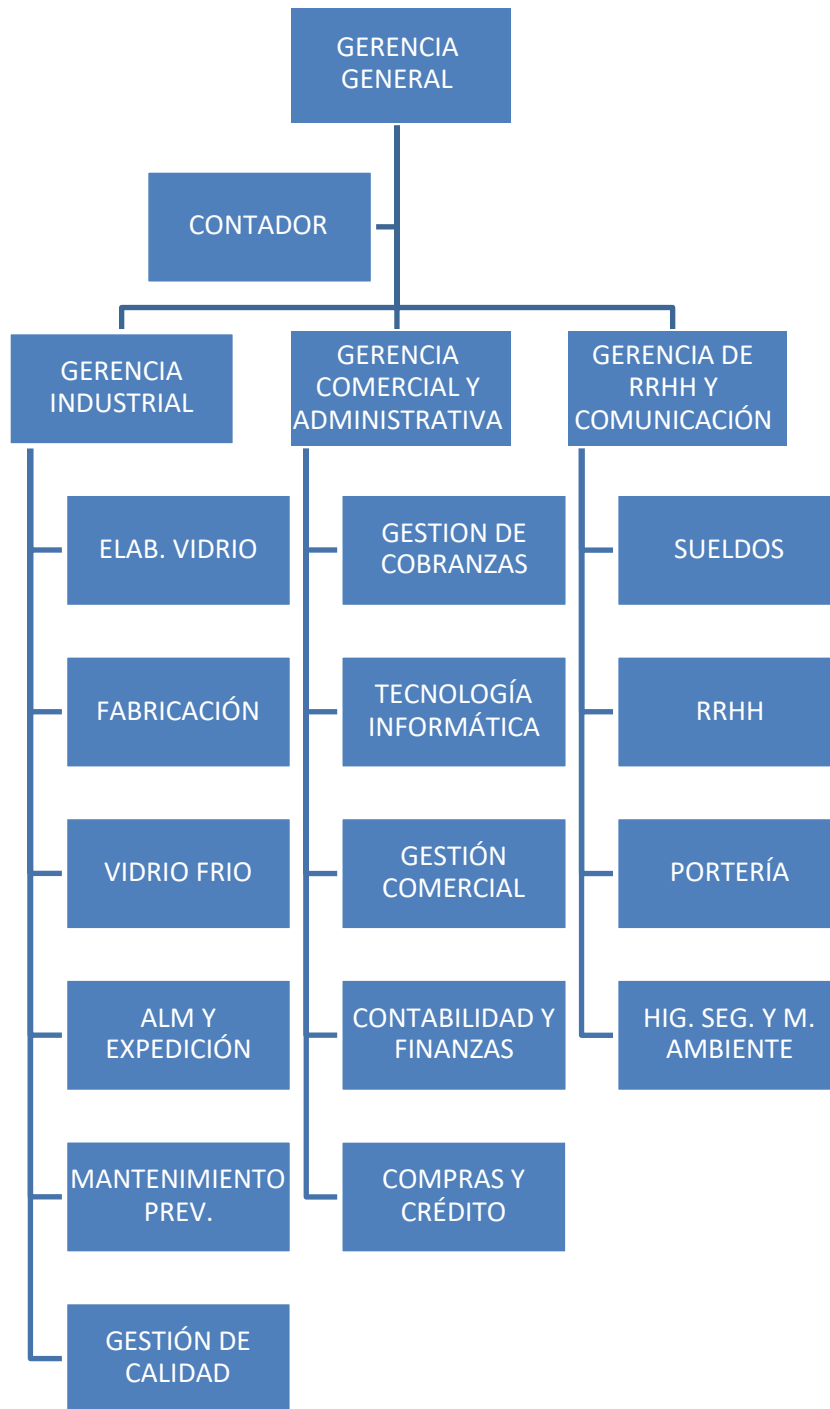 GERENCIA
GENERAL
CONTADOR
GERENCIA
INDUSTRIAL
GERENCIA
COMERCIAL Y
ADMINISTRATIVA
GERENCIA DE
RRHH Y
COMUNICACIÓN
ELAB. VIDRIO
FABRICACIÓN
VIDRIO FRIO
ALM Y
EXPEDICIÓN
MANTENIMIENTO
PREV.
GESTIÓN DE
CALIDAD
GESTION DE
COBRANZAS
TECNOLOGÍA
INFORMÁTICA
GESTIÓN
COMERCIAL
CONTABILIDAD Y
FINANZAS
COMPRAS Y
CRÉDITO
SUELDOS
RRHH
PORTERÍA
HIG. SEG. Y M.
AMBIENTE